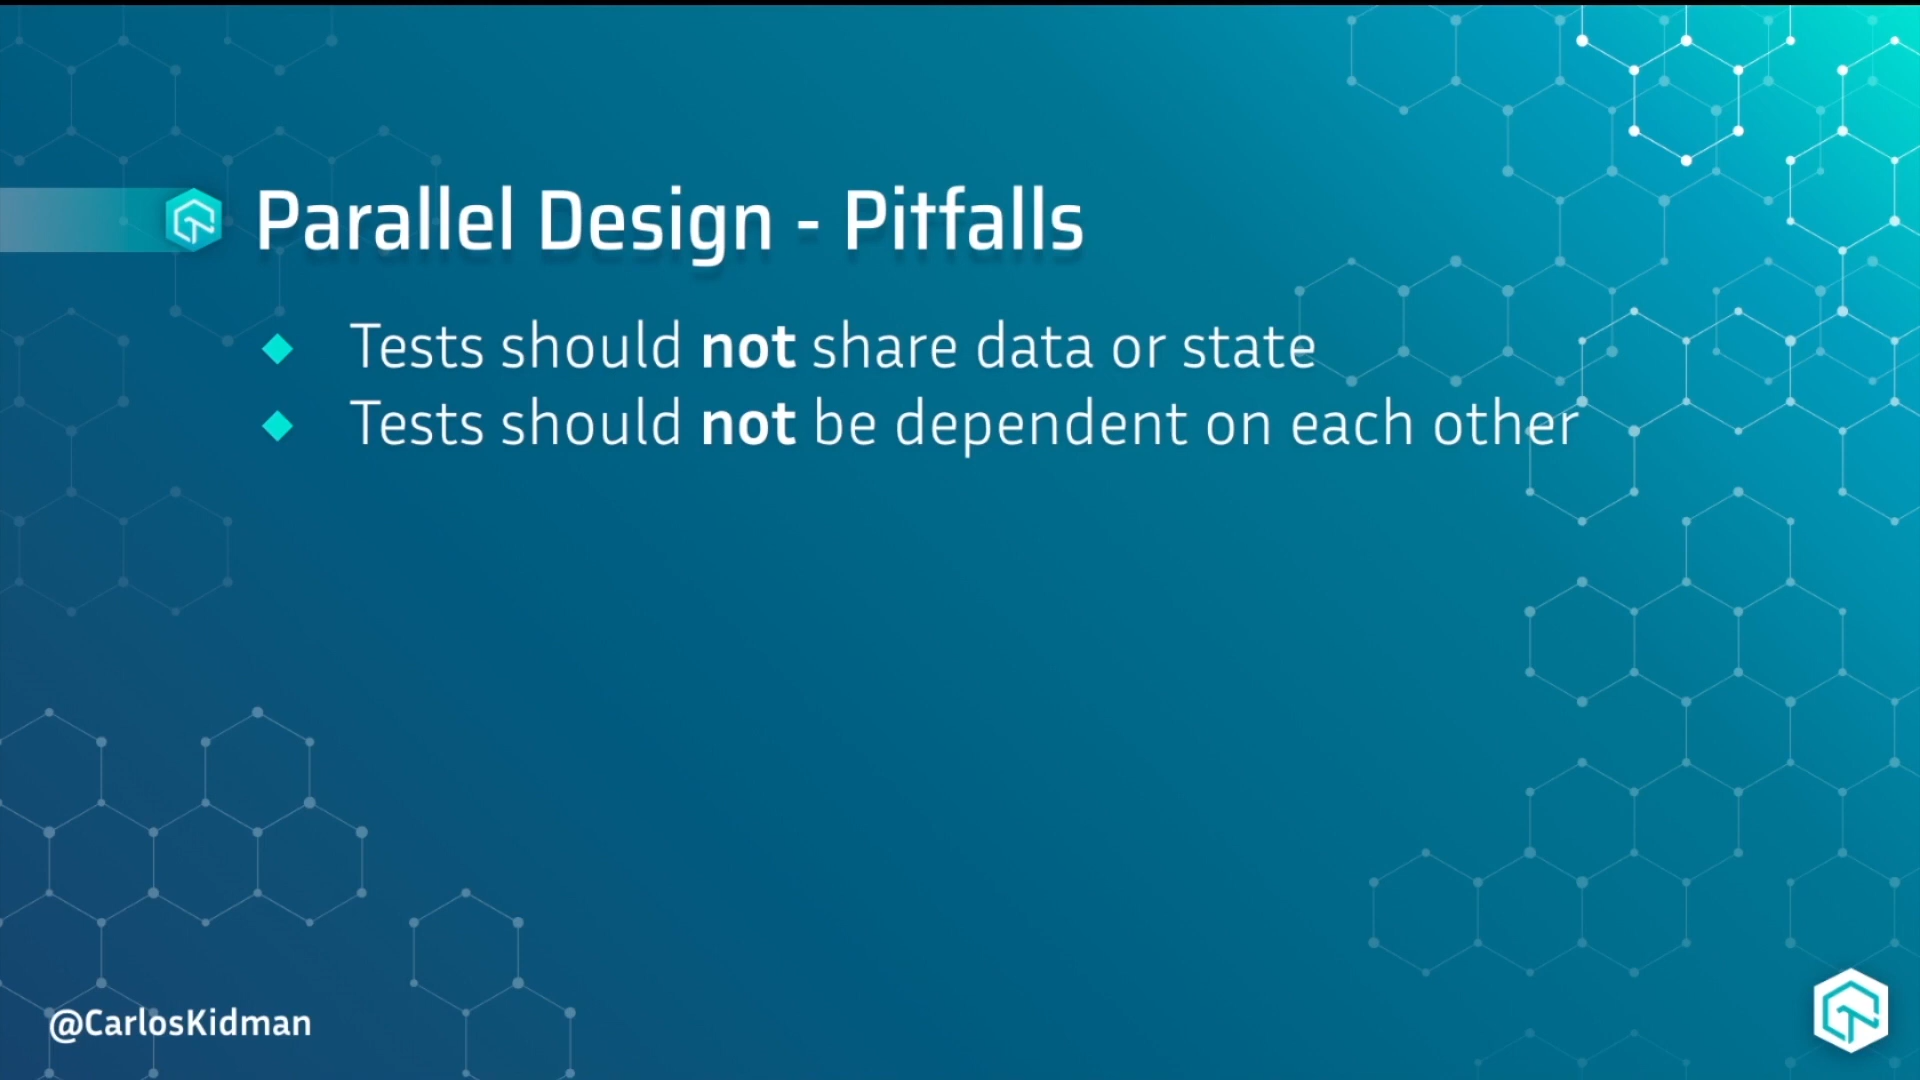 Parallel Design - Pitfalls
Tests should not share data or state
Tests should not be dependent on each other
@CarlosKidman